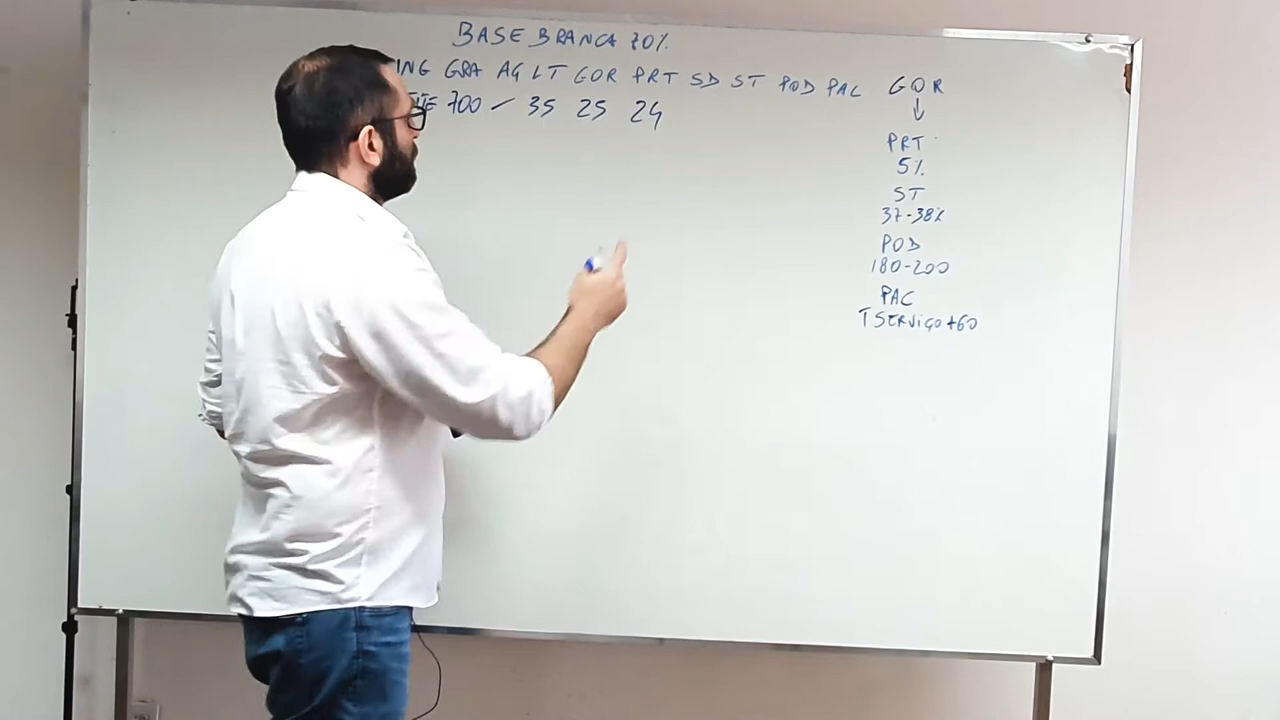 BASE BRANCA 70%
ING GRA AG LT GOR PRT SD ST POD PAC
700 - 35 25 24
GOR
↓
PRT
5%
ST
37-38%
POD
180-200
PAC
T SERVIÇO +60